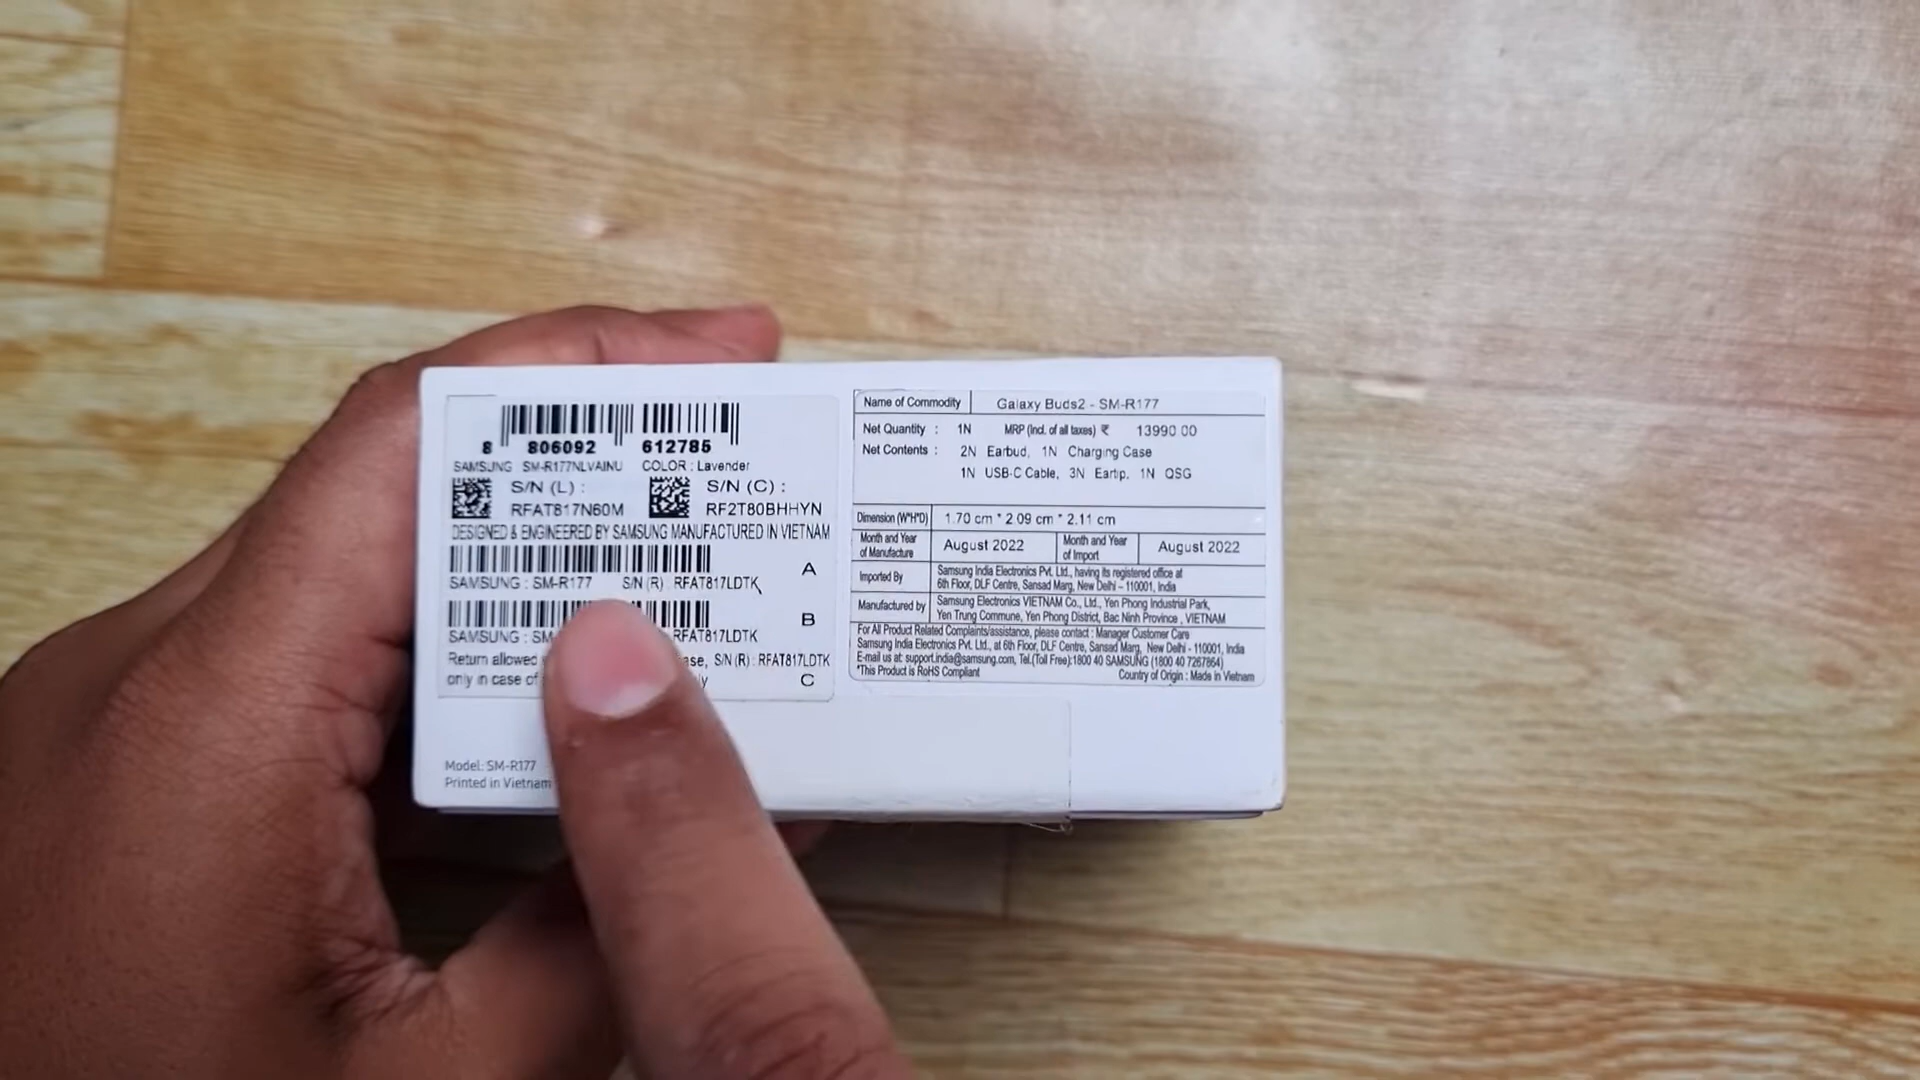 8 806092 612785
SAMSUNG SM-R177NLVAINU COLOR : Lavender
S/N (L) : S/N (C) :
RFAT817N60M RF2T80BHHYN
DESIGNED & ENGINEERED BY SAMSUNG MANUFACTURED IN VIETNAM
A
SAMSUNG : SM-R177 S/N (R) : RFAT817LDTK
B
SAMSUNG : RFAT817LDTK
Return allowed S/N (R) : RFAT817LDTK
only in case of C
Model: SM-R177
Printed in Vietnam
Name of Commodity Galaxy Buds2 - SM-R177
Net Quantity : 1N MRP (Incl. of all taxes) ₹ 13990.00
Net Contents : 2N Earbud, 1N Charging Case
1N USB-C Cable, 3N Eartip, 1N QSG
Dimension (W*H*D) 1.70 cm * 2.09 cm * 2.11 cm
Month and Year of Manufacture August 2022 Month and Year of Import August 2022
Imported By Samsung India Electronics Pvt. Ltd., having its registered office at
6th Floor, DLF Centre, Sansad Marg, New Delhi – 110001, India
Manufactured by Samsung Electronics VIETNAM Co., Ltd., Yen Phong Industrial Park,
Yen Trung Commune, Yen Phong District, Bac Ninh Province , VIETNAM
For All Product Related Complaints/assistance, please contact : Manager Customer Care
Samsung India Electronics Pvt. Ltd., at 6th Floor, DLF Centre, Sansad Marg, New Delhi - 110001, India
E-mail us at: support.india@samsung.com, Tel.(Toll Free):1800 40 SAMSUNG (1800 40 7267864)
*This Product is RoHS Compliant Country of Origin : Made in Vietnam